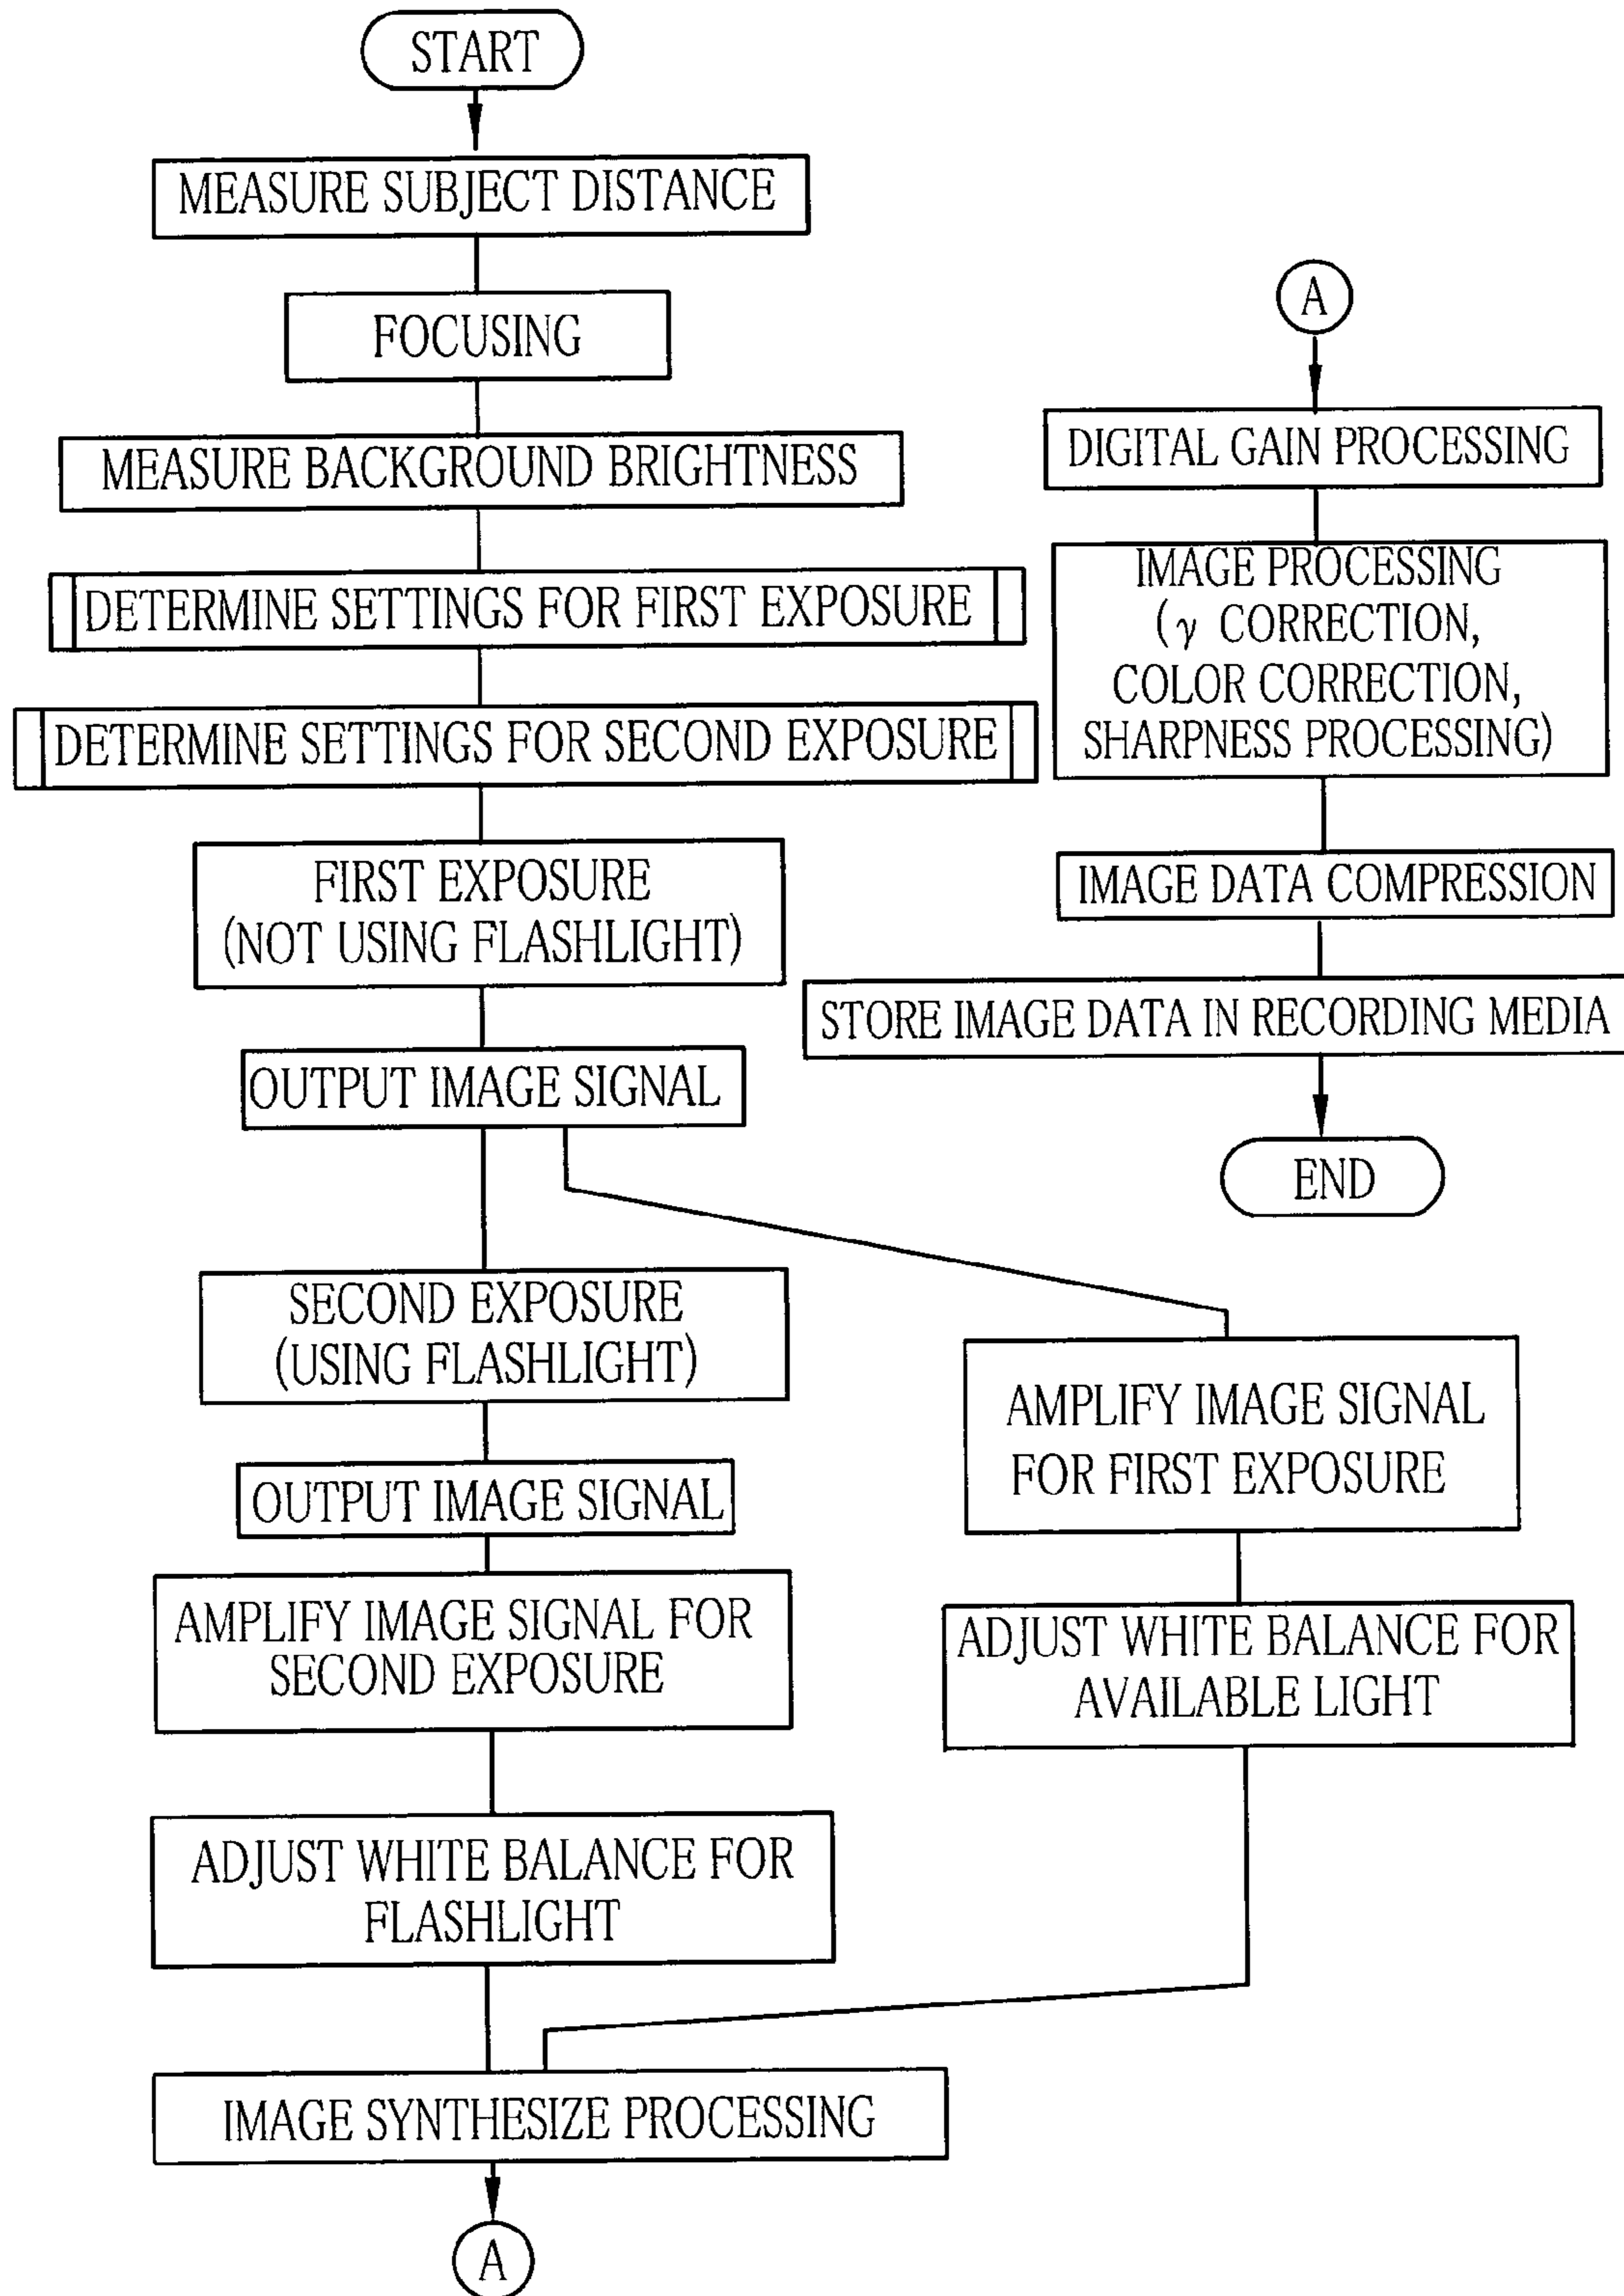 START
MEASURE SUBJECT DISTANCE
FOCUSING
MEASURE BACKGROUND BRIGHTNESS
DETERMINE SETTINGS FOR FIRST EXPOSURE
DETERMINE SETTINGS FOR SECOND EXPOSURE
FIRST EXPOSURE
(NOT USING FLASHLIGHT)
OUTPUT IMAGE SIGNAL
SECOND EXPOSURE
(USING FLASHLIGHT)
OUTPUT IMAGE SIGNAL
AMPLIFY IMAGE SIGNAL FOR
SECOND EXPOSURE
ADJUST WHITE BALANCE FOR
FLASHLIGHT
AMPLIFY IMAGE SIGNAL
FOR FIRST EXPOSURE
ADJUST WHITE BALANCE FOR
AVAILABLE LIGHT
IMAGE SYNTHESIZE PROCESSING
A
A
DIGITAL GAIN PROCESSING
IMAGE PROCESSING
(γ CORRECTION,
COLOR CORRECTION,
SHARPNESS PROCESSING)
IMAGE DATA COMPRESSION
STORE IMAGE DATA IN RECORDING MEDIA
END